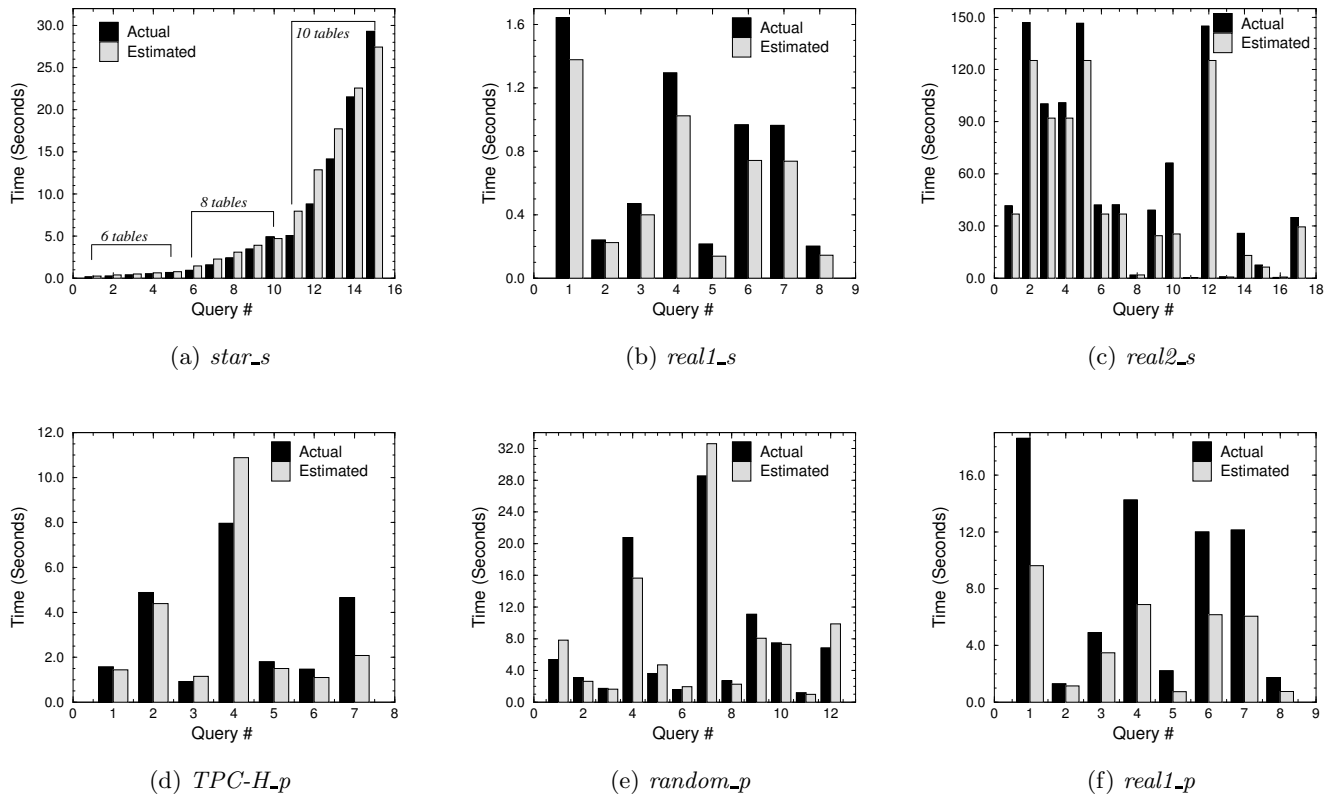 30.0
25.0
20.0
15.0
10.0
5.0
0.0
Time (Seconds)
Actual
Estimated
10 tables
8 tables
6 tables
0 2 4 6 8 10 12 14 16
Query #
(a) star_s
1.6
1.2
0.8
0.4
0.0
Time (Seconds)
Actual
Estimated
0 1 2 3 4 5 6 7 8 9
Query #
(b) real1_s
150.0
120.0
90.0
60.0
30.0
0.0
Time (Seconds)
Actual
Estimated
0 2 4 6 8 10 12 14 16 18
Query #
(c) real2_s
12.0
10.0
8.0
6.0
4.0
2.0
0.0
Time (Seconds)
Actual
Estimated
0 1 2 3 4 5 6 7 8
Query #
(d) TPC-H_p
32.0
28.0
24.0
20.0
16.0
12.0
8.0
4.0
0.0
Time (Seconds)
Actual
Estimated
0 2 4 6 8 10 12
Query #
(e) random_p
16.0
12.0
8.0
4.0
0.0
Time (Seconds)
Actual
Estimated
0 1 2 3 4 5 6 7 8 9
Query #
(f) real1_p